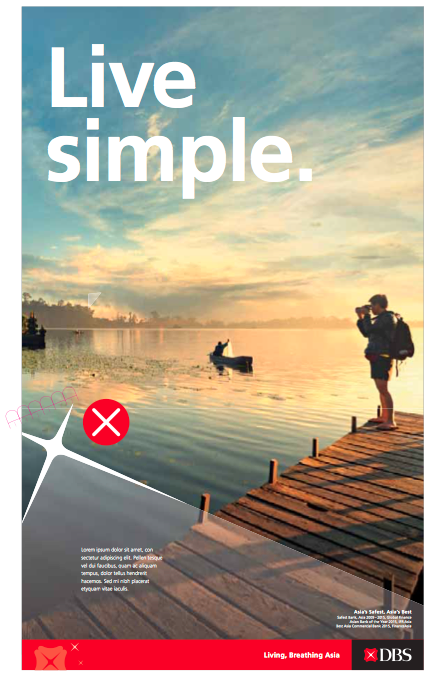 Live
simple.
Lorem ipsum dolor sit amet, con
sectetur adipiscing elit. Pellen tesque
vel dui faucibus, quam ac aliquam
tempus, dolor tellus hendrerit
hacemos. Sed mi nibh placerat
etyquam vitae iaculis.
Asia's Safest, Asia's Best
Safest Bank, Asia 2009 - 2015, Global Finance
Asian Bank of the Year 2015, IFR Asia
Best Asia Commercial Bank 2015, FinanceAsia
Living, Breathing Asia
DBS